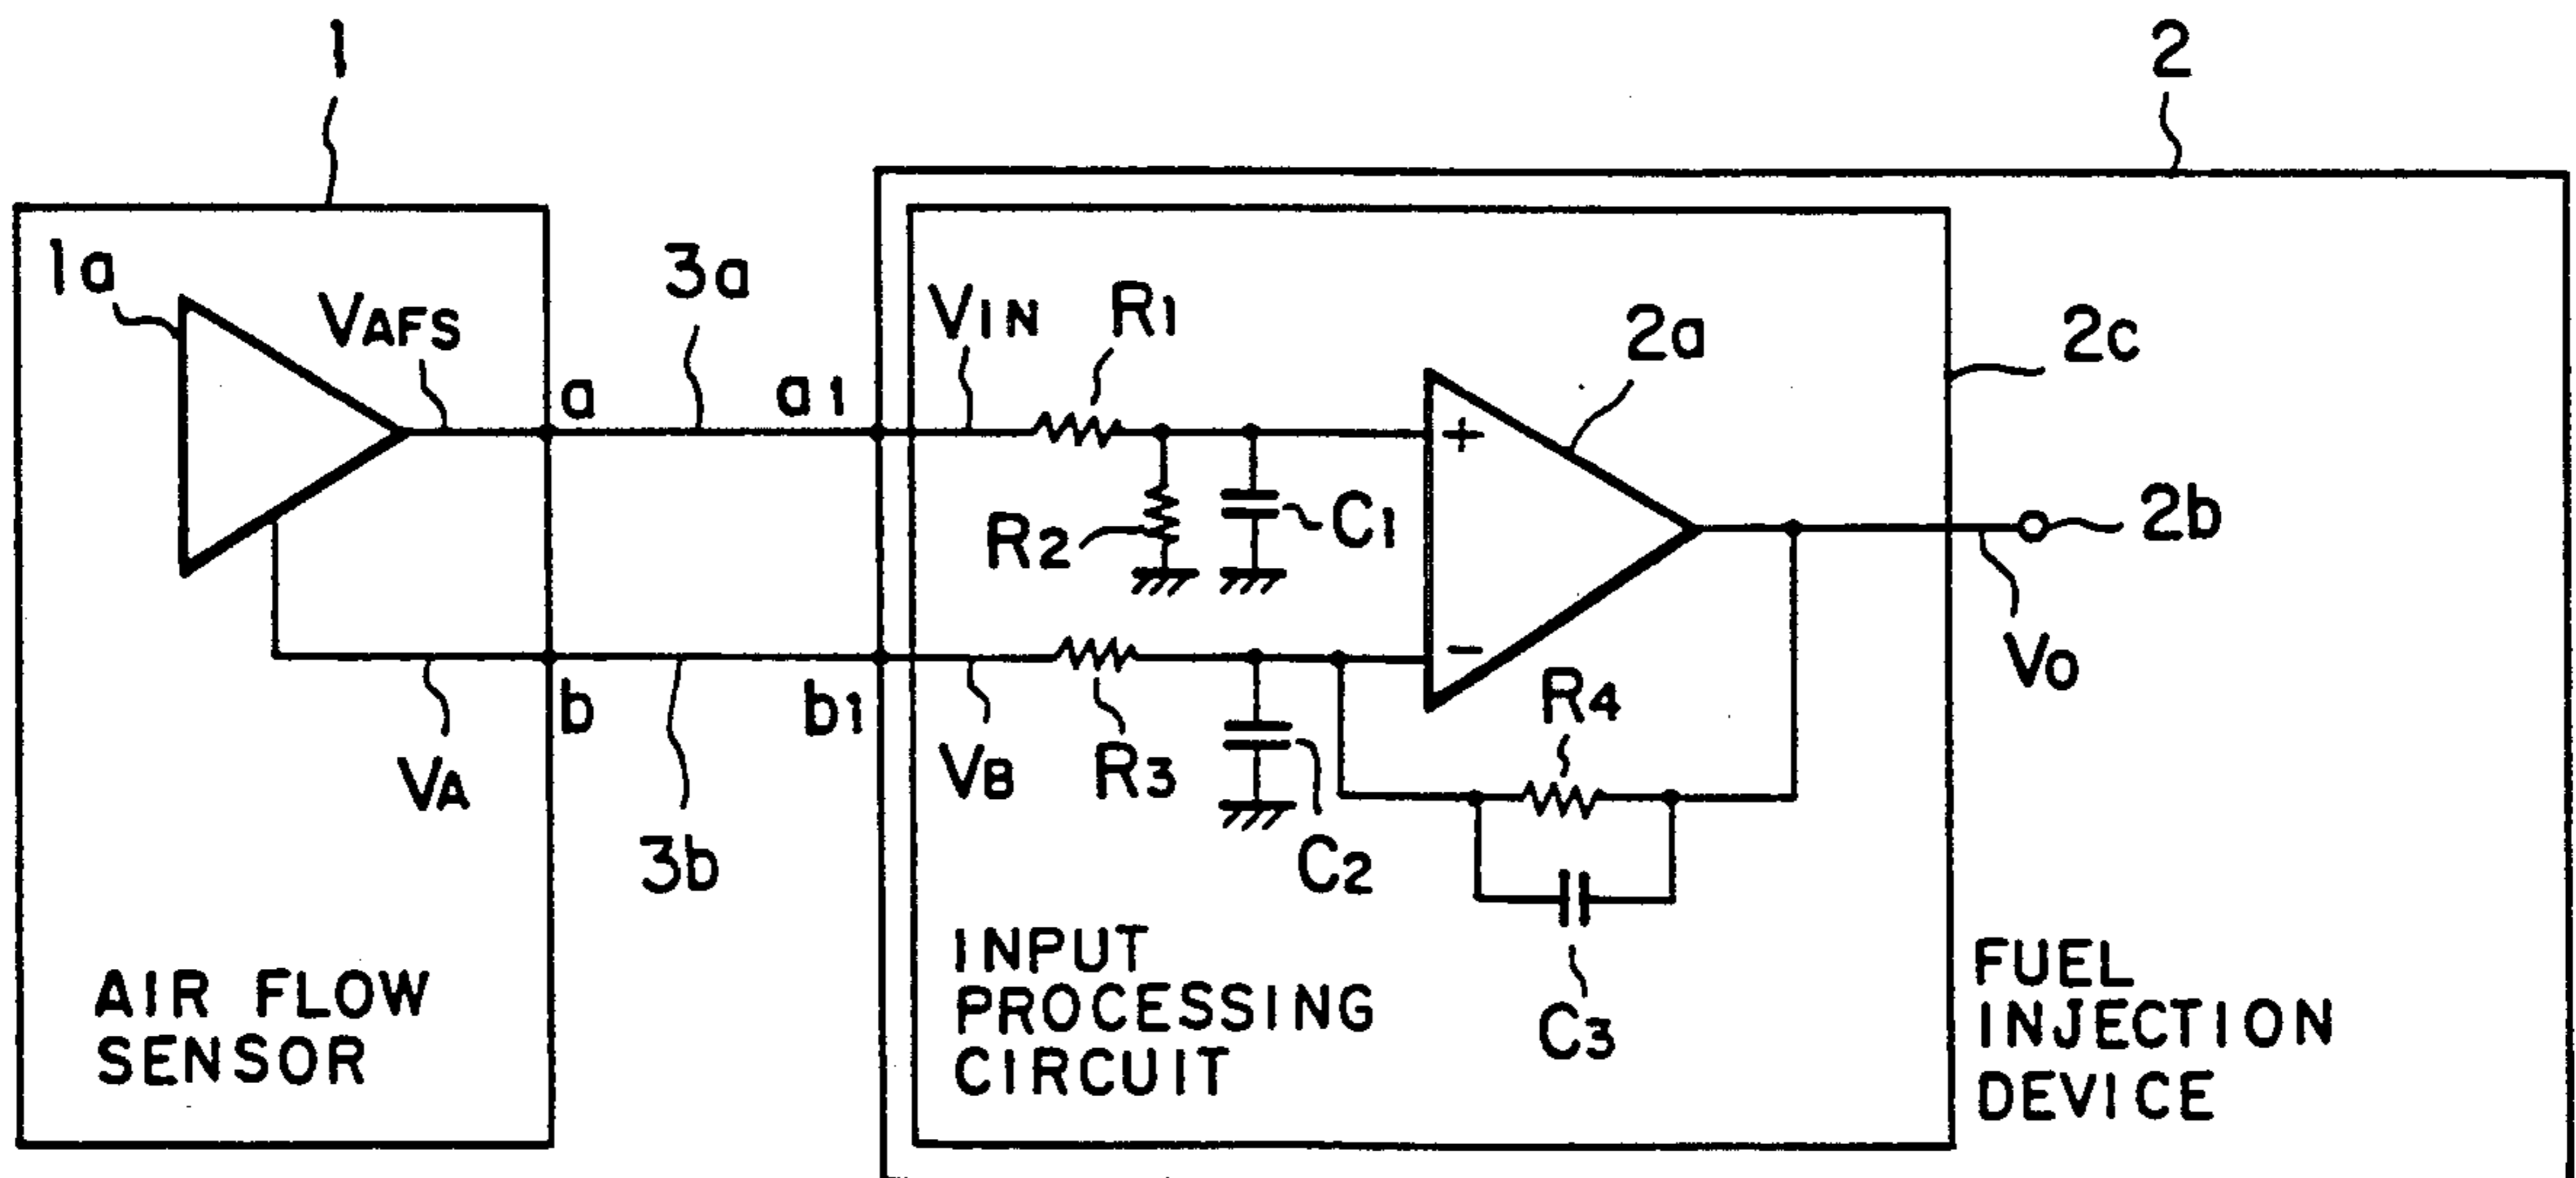 1
2
1a
VAFS
3a
a
a1
VIN
R1
2a
2c
+
R2
C1
2b
VA
b
b1
VB
R3
−
R4
VO
3b
C2
C3
AIR FLOW
SENSOR
INPUT
PROCESSING
CIRCUIT
FUEL
INJECTION
DEVICE